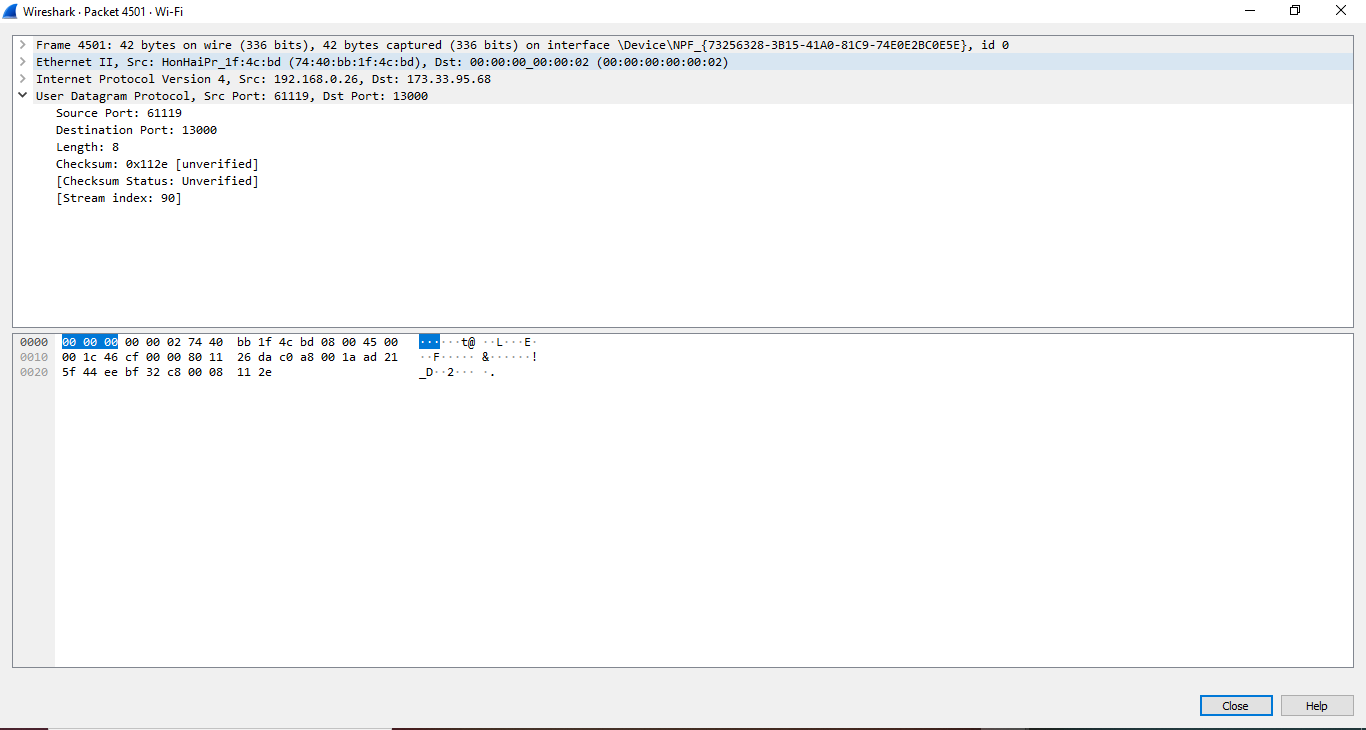 Wireshark · Packet 4501 · Wi-Fi
Frame 4501: 42 bytes on wire (336 bits), 42 bytes captured (336 bits) on interface \Device\NPF_{73256328-3B15-41A0-81C9-74E0E2BC0E5E}, id 0
Ethernet II, Src: HonHaiPr_1f:4c:bd (74:40:bb:1f:4c:bd), Dst: 00:00:00_00:00:02 (00:00:00:00:00:02)
Internet Protocol Version 4, Src: 192.168.0.26, Dst: 173.33.95.68
User Datagram Protocol, Src Port: 61119, Dst Port: 13000
Source Port: 61119
Destination Port: 13000
Length: 8
Checksum: 0x112e [unverified]
[Checksum Status: Unverified]
[Stream index: 90]
0000 00 00 00 00 00 02 74 40 bb 1f 4c bd 08 00 45 00 ······t@ ··L···E·
0010 00 1c 46 cf 00 00 80 11 26 da c0 a8 00 1a ad 21 ··F····· &······!
0020 5f 44 ee bf 32 c8 00 08 11 2e _D··2··· ·.
Close Help